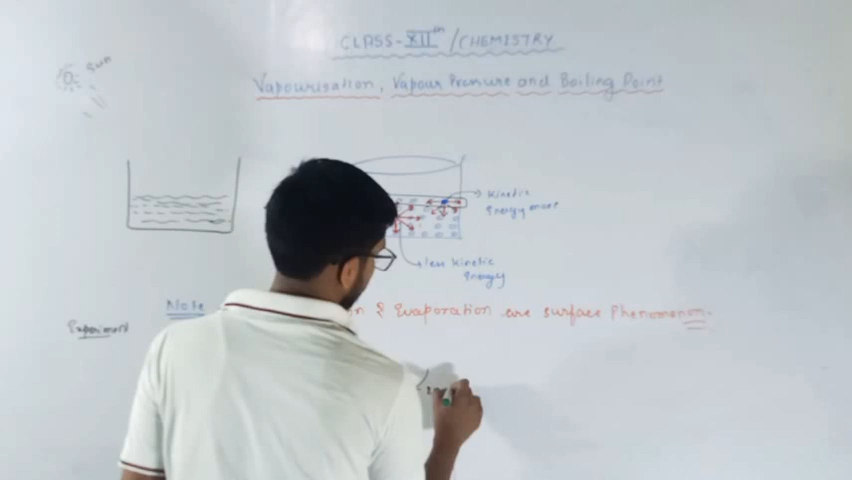 CLASS-XIIth/CHEMISTRY
Sun
Vapourisation, Vapour Pressure and Boiling Point
Kinetic
energy more
less kinetic
energy
Note
n & Evaporation are surface Phenomenon.
Experiment